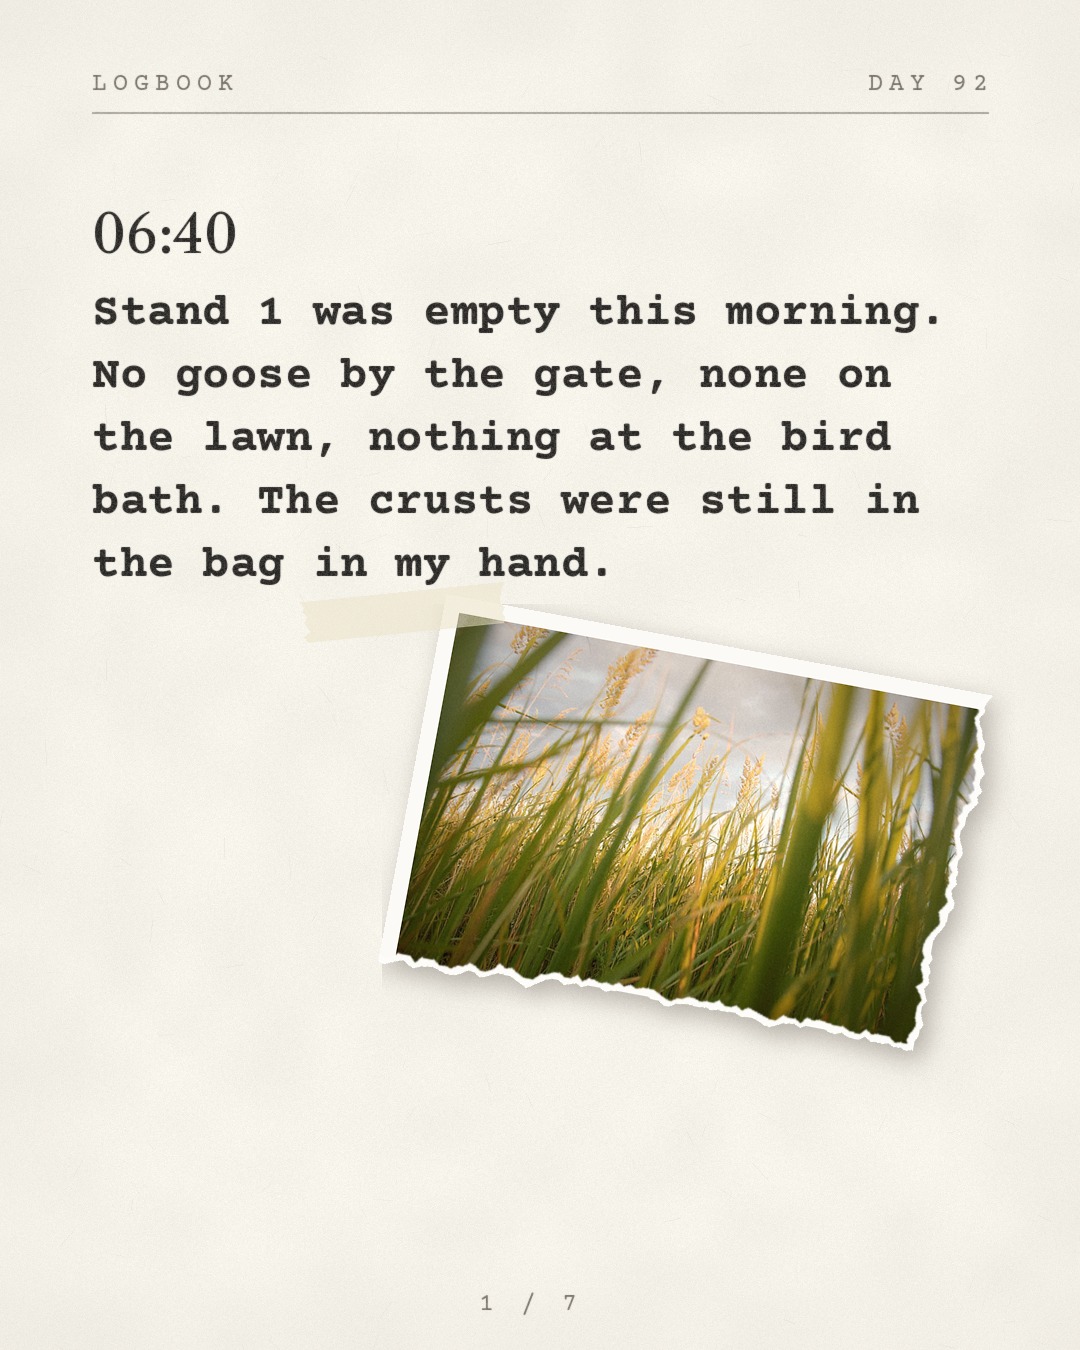 LOGBOOK DAY 92
06:40
Stand 1 was empty this morning.
No goose by the gate, none on
the lawn, nothing at the bird
bath. The crusts were still in
the bag in my hand.
1 / 7